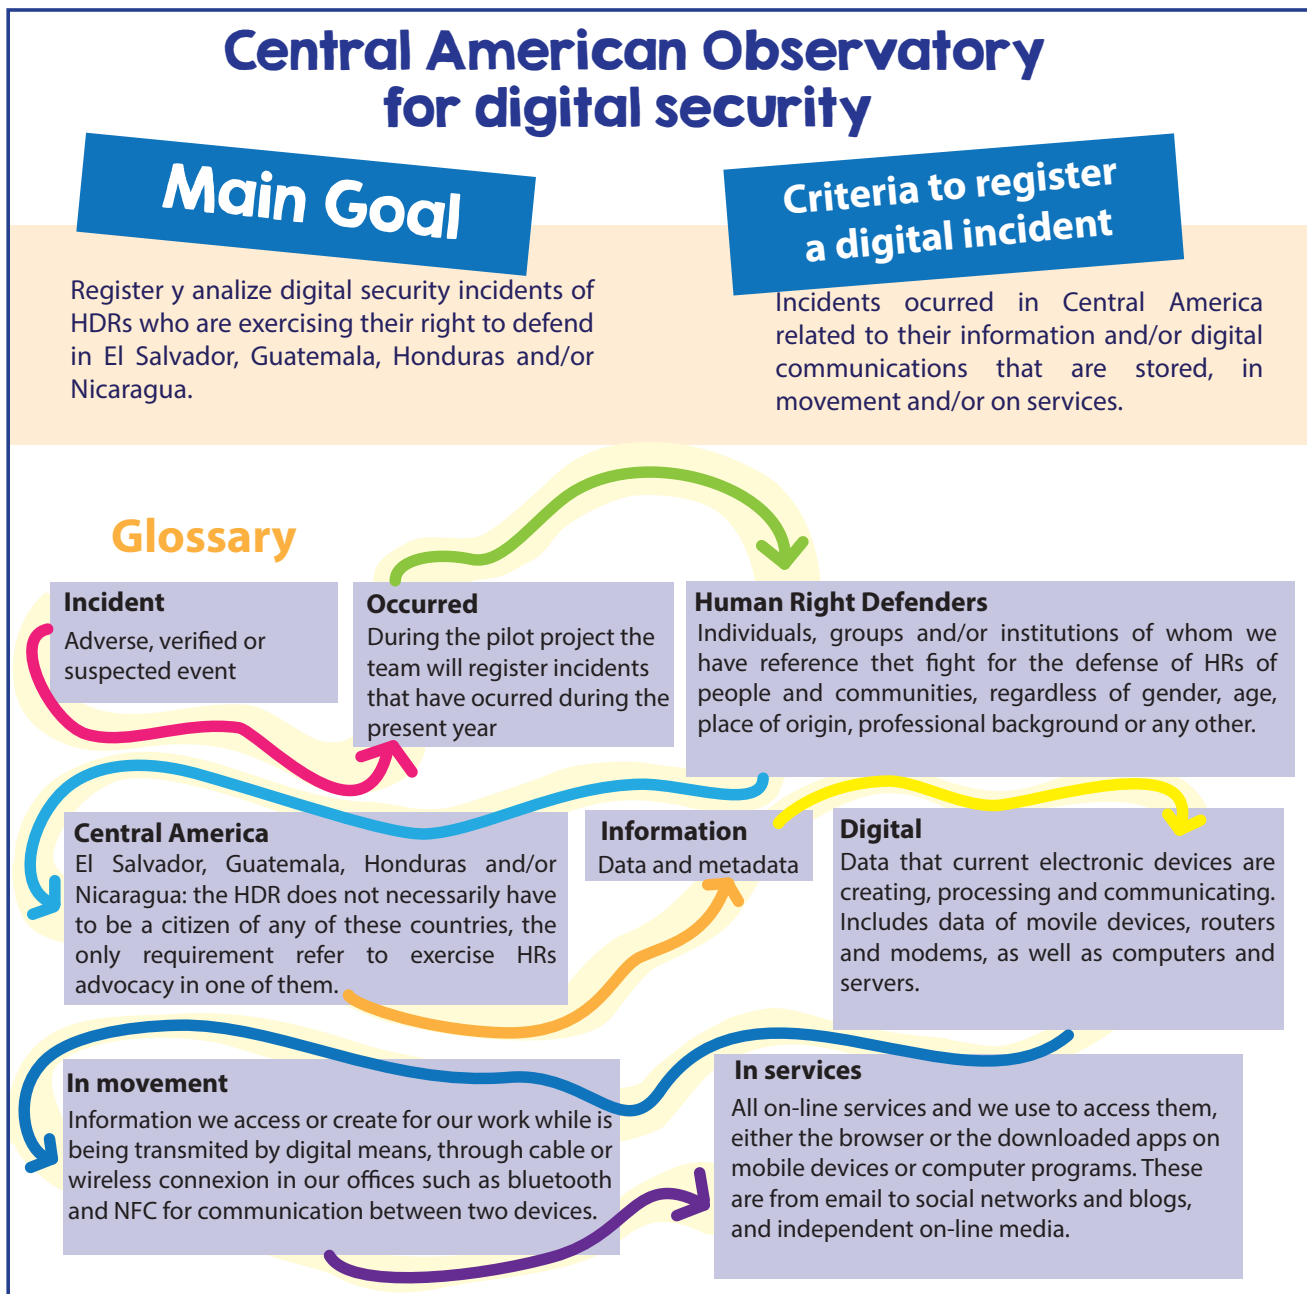 Central American Observatory
for digital security
Main Goal
Register y analize digital security incidents of
HDRs who are exercising their right to defend
in El Salvador, Guatemala, Honduras and/or
Nicaragua.
Criteria to register
a digital incident
Incidents ocurred in Central America
related to their information and/or digital
communications that are stored, in
movement and/or on services.
Glossary
Incident
Adverse, verified or
suspected event
Occurred
During the pilot project the
team will register incidents
that have ocurred during the
present year
Human Right Defenders
Individuals, groups and/or institutions of whom we
have reference thet fight for the defense of HRs of
people and communities, regardless of gender, age,
place of origin, professional background or any other.
Central America
El Salvador, Guatemala, Honduras and/or
Nicaragua: the HDR does not necessarily have
to be a citizen of any of these countries, the
only requirement refer to exercise HRs
advocacy in one of them.
Information
Data and metadata
Digital
Data that current electronic devices are
creating, processing and communicating.
Includes data of movile devices, routers
and modems, as well as computers and
servers.
In movement
Information we access or create for our work while is
being transmited by digital means, through cable or
wireless connexion in our offices such as bluetooth
and NFC for communication between two devices.
In services
All on-line services and we use to access them,
either the browser or the downloaded apps on
mobile devices or computer programs. These
are from email to social networks and blogs,
and independent on-line media.